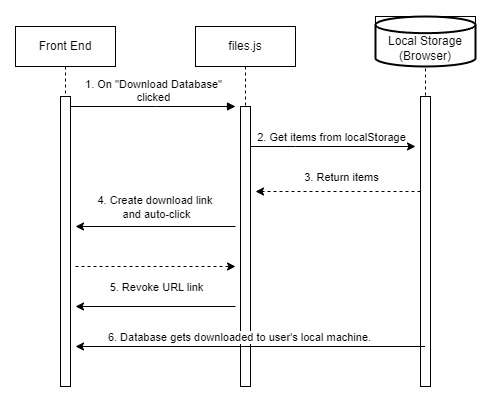 Front End
files.js
Local Storage
(Browser)
1. On "Download Database"
clicked
2. Get items from localStorage
3. Return items
4. Create download link
and auto-click
5. Revoke URL link
6. Database gets downloaded to user's local machine.